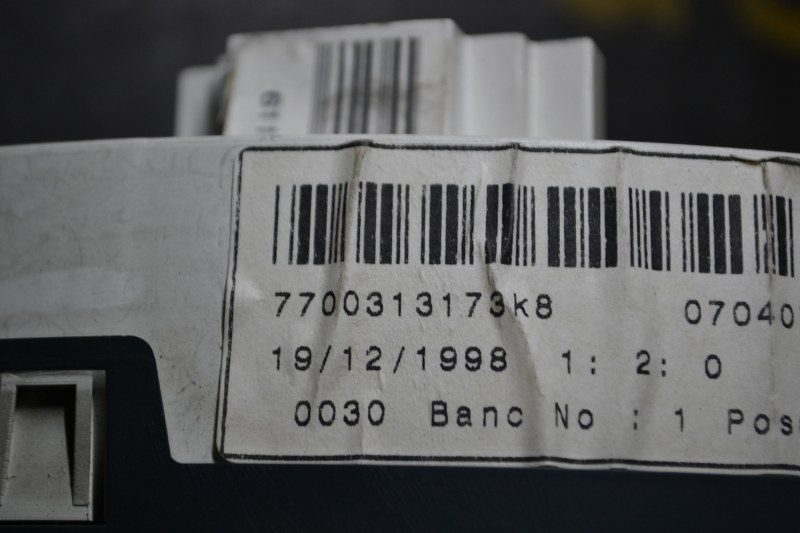 7700313173k8 07040
19/12/1998 1: 2: 0
0030 Banc No : 1 Pos